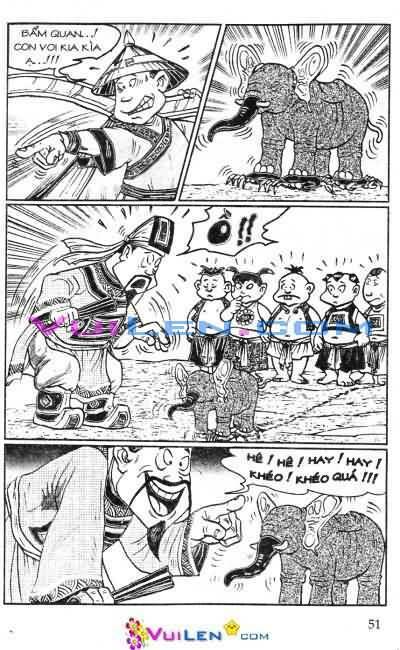 BẨM QUAN...!
CON VOI KIA KÌA
Ạ...!!!
Ồ!!
VUILEN.COM
HÊ! HÊ! HAY! HAY!
KHÉO! KHÉO QUÁ!!!
51
VUILEN.COM